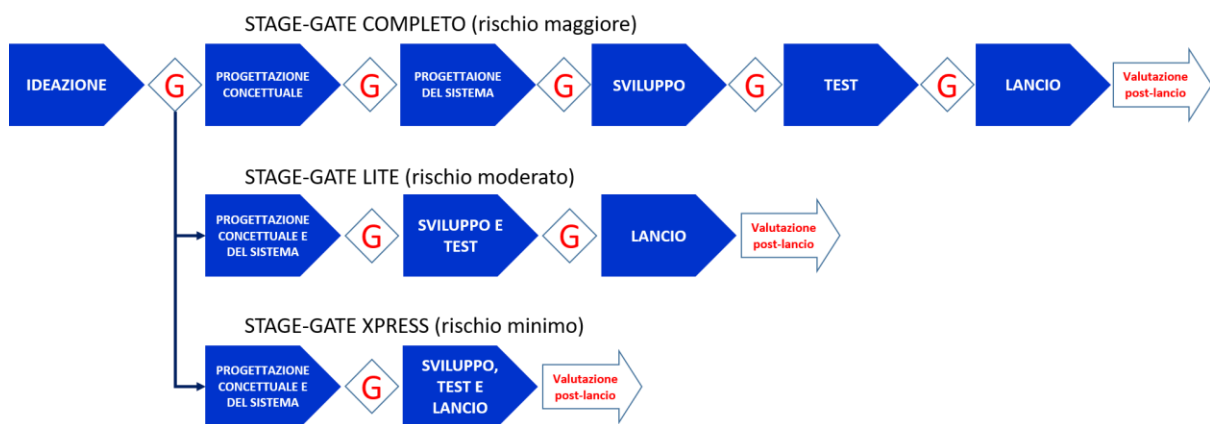 STAGE-GATE COMPLETO (rischio maggiore)
IDEAZIONE
G
PROGETTAZIONE
CONCETTUALE
G
PROGETTAIONE
DEL SISTEMA
G
SVILUPPO
G
TEST
G
LANCIO
Valutazione
post-lancio
STAGE-GATE LITE (rischio moderato)
PROGETTAZIONE
CONCETTUALE E
DEL SISTEMA
G
SVILUPPO E
TEST
G
LANCIO
Valutazione
post-lancio
STAGE-GATE XPRESS (rischio minimo)
PROGETTAZIONE
CONCETTUALE E
DEL SISTEMA
G
SVILUPPO,
TEST E
LANCIO
Valutazione
post-lancio